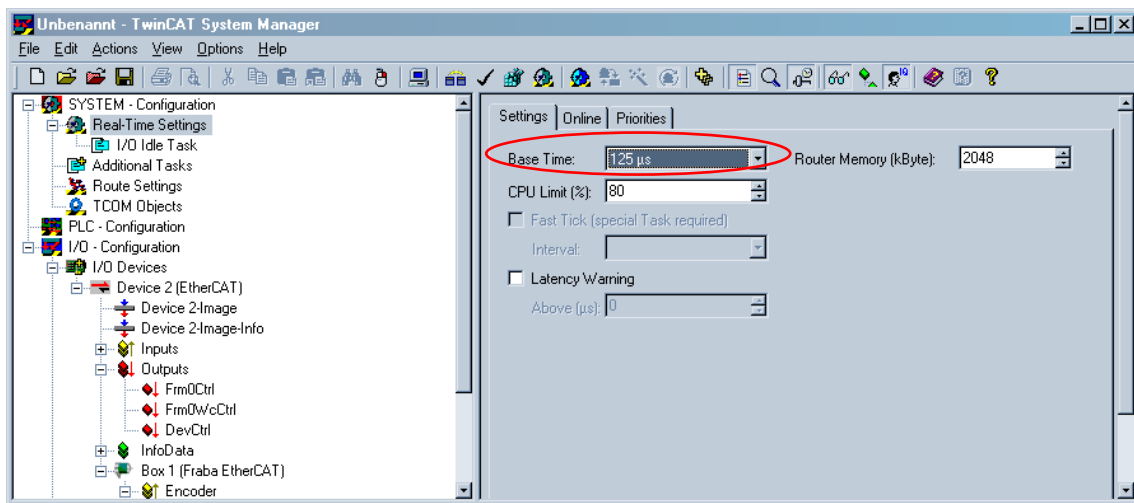 Unbenannt - TwinCAT System Manager
File Edit Actions View Options Help
SYSTEM - Configuration
Real-Time Settings
I/O Idle Task
Additional Tasks
Route Settings
TCOM Objects
PLC - Configuration
I/O - Configuration
I/O Devices
Device 2 (EtherCAT)
Device 2-Image
Device 2-Image-Info
Inputs
Outputs
Frm0Ctrl
Frm0WcCtrl
DevCtrl
InfoData
Box 1 (Fraba EtherCAT)
Encoder
Settings Online Priorities
Base Time: 125 µs Router Memory (kByte): 2048
CPU Limit (%): 80
Fast Tick (special Task required)
Interval:
Latency Warning
Above (µs): 0